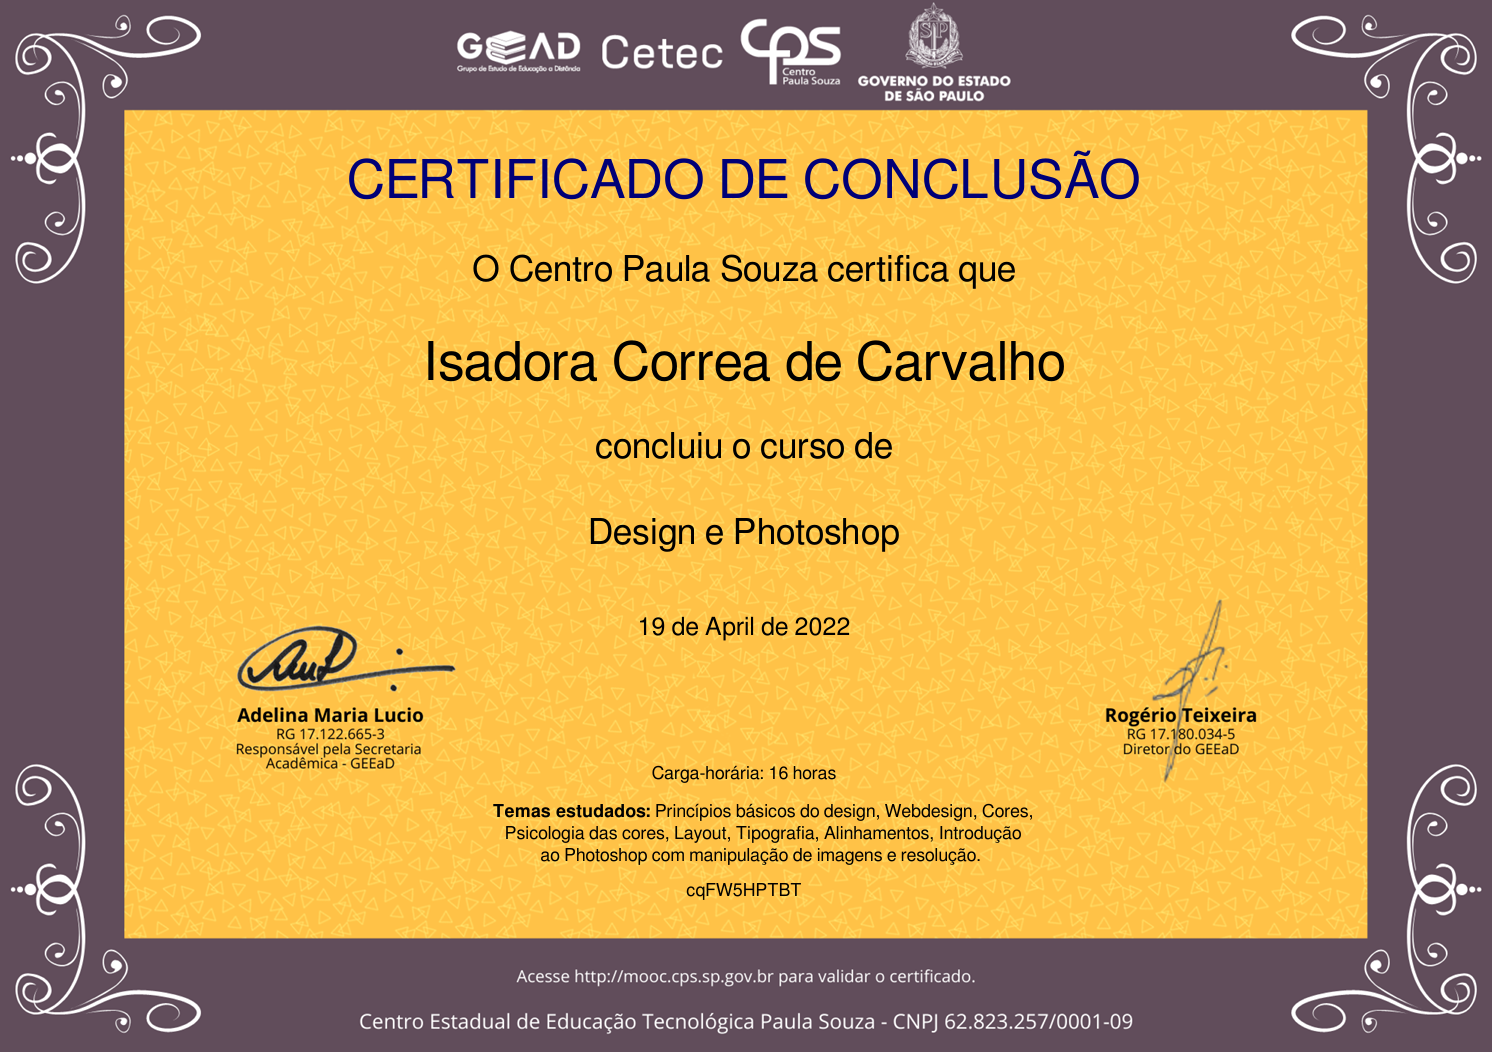 GEEAD
Grupo de Estudo de Educação a Distância
Cetec
CPS
Centro
Paula Souza
SP
GOVERNO DO ESTADO
DE SÃO PAULO
CERTIFICADO DE CONCLUSÃO
O Centro Paula Souza certifica que
Isadora Correa de Carvalho
concluiu o curso de
Design e Photoshop
19 de April de 2022
Adelina Maria Lucio
RG 17.122.665-3
Responsável pela Secretaria
Acadêmica - GEEaD
Rogério Teixeira
RG 17.180.034-5
Diretor do GEEaD
Carga-horária: 16 horas
Temas estudados: Princípios básicos do design, Webdesign, Cores,
Psicologia das cores, Layout, Tipografia, Alinhamentos, Introdução
ao Photoshop com manipulação de imagens e resolução.
cqFW5HPTBT
Acesse http://mooc.cps.sp.gov.br para validar o certificado.
Centro Estadual de Educação Tecnológica Paula Souza - CNPJ 62.823.257/0001-09